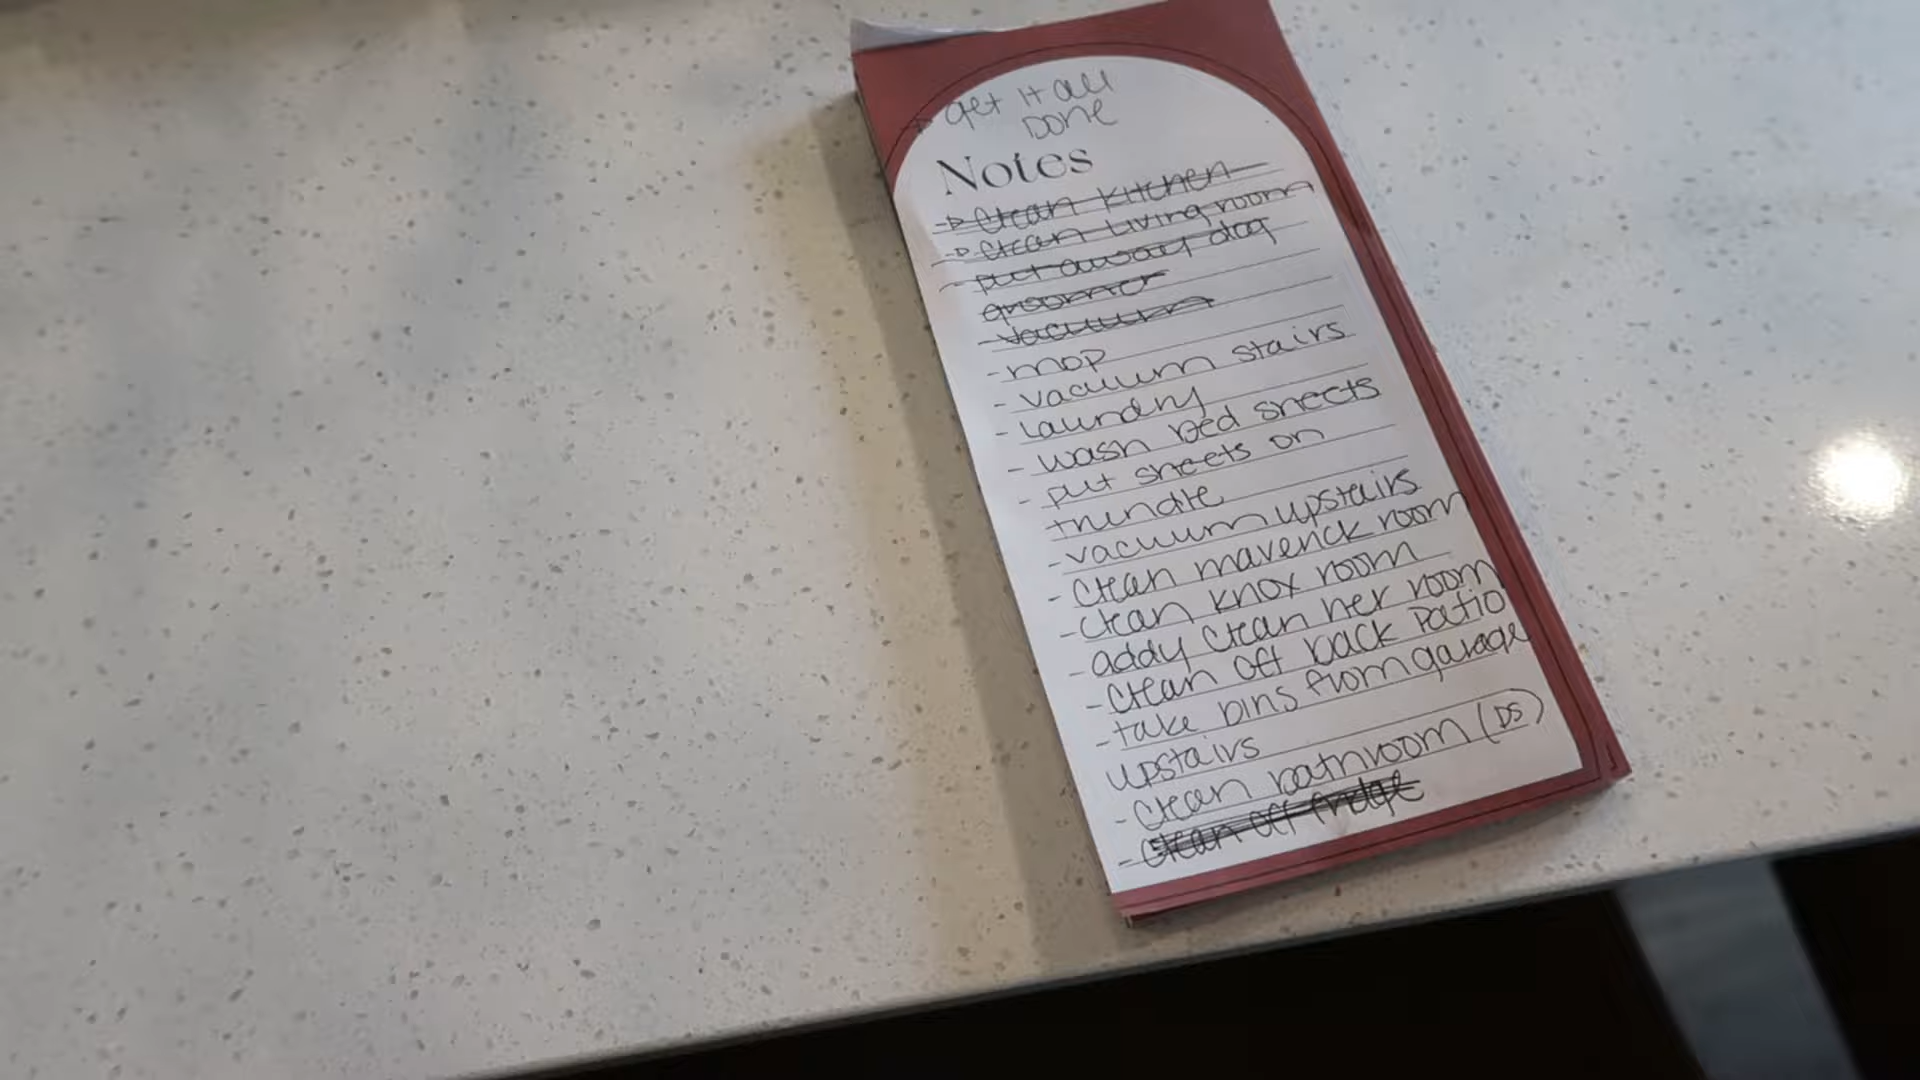 get it all
Done
Notes
- Clean kitchen
- Clean living room
- put away dog
groomer
- vacuum
- mop
- vacuum stairs
- laundry
- wash bed sheets
- put sheets on
trundle
- vacuum upstairs
- clean maverick room
- clean knox room
- addy clean her room
- clean off back patio
- take bins from garage
upstairs
- clean bathroom (DS)
- clean off fridge